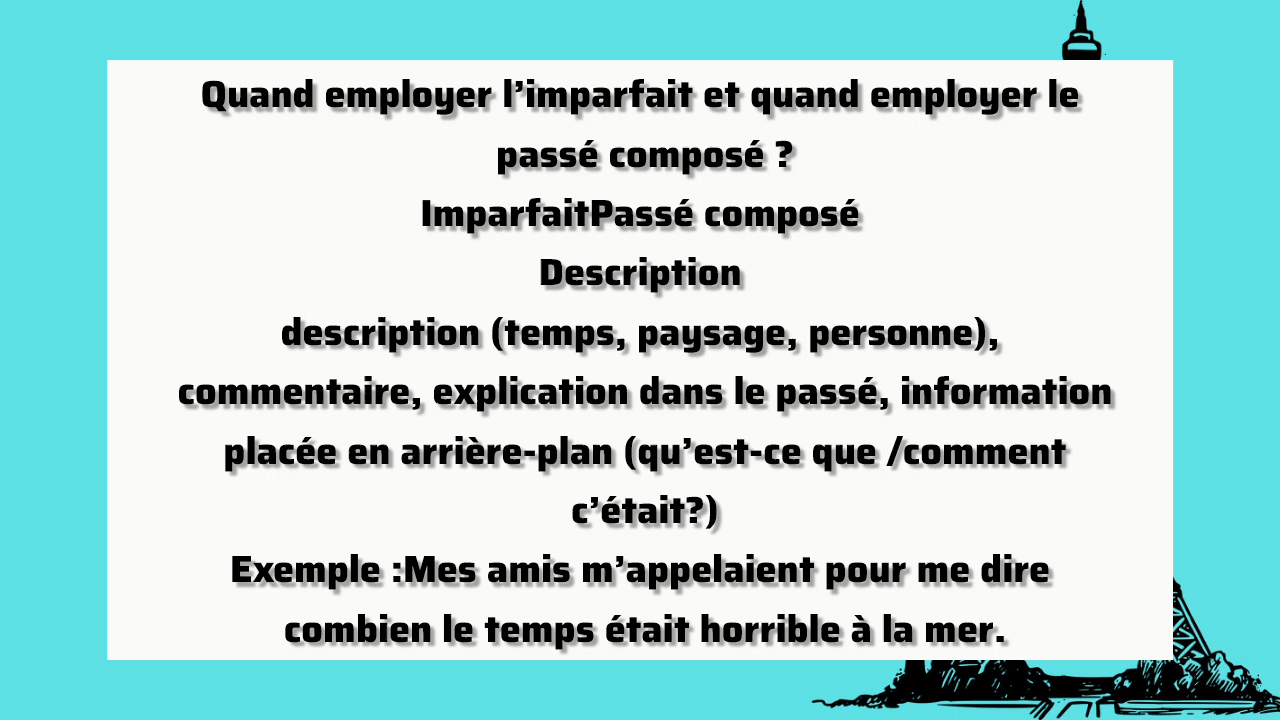 Quand employer l’imparfait et quand employer le
passé composé ?
ImparfaitPassé composé
Description
description (temps, paysage, personne),
commentaire, explication dans le passé, information
placée en arrière-plan (qu’est-ce que /comment
c’était?)
Exemple :Mes amis m’appelaient pour me dire
combien le temps était horrible à la mer.